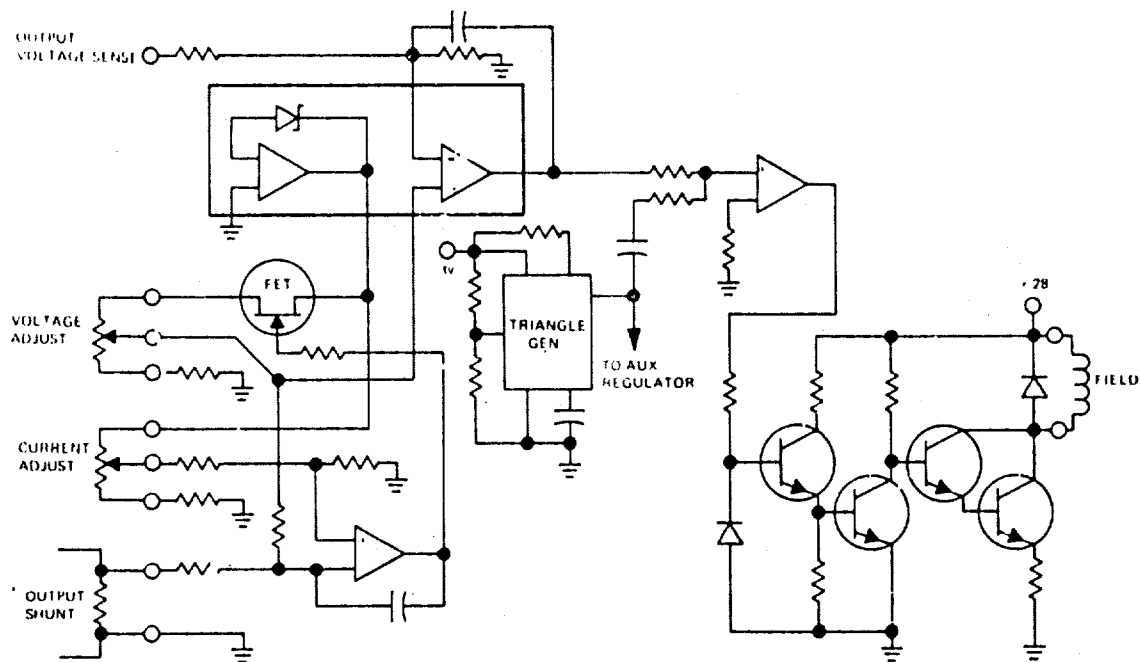 OUTPUT
VOLTAGE SENSE
FET
VOLTAGE
ADJUST
TRIANGLE
GEN
TO AUX
REGULATOR
28
FIELD
CURRENT
ADJUST
OUTPUT
SHUNT